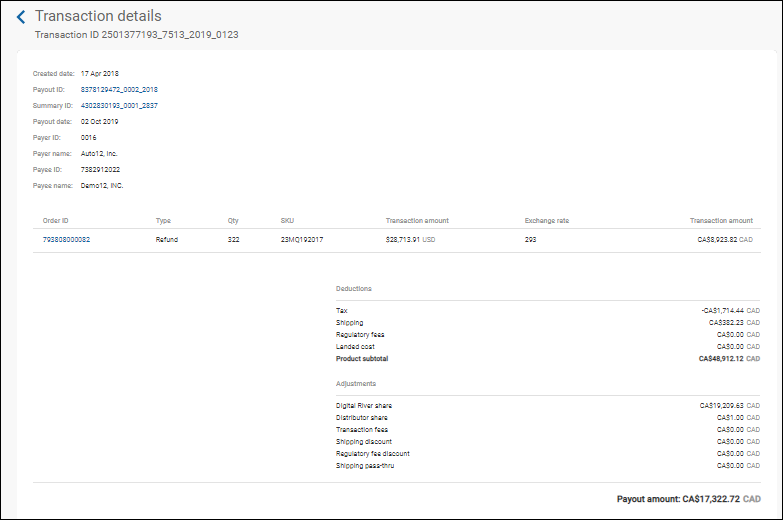 Transaction details
Transaction ID 2501377193_7513_2019_0123
Created date: 17 Apr 2018
Payout ID: 8378129472_0002_2018
Summary ID: 4302830193_0001_2837
Payout date: 02 Oct 2019
Payer ID: 0016
Payer name: Auto12, Inc.
Payee ID: 7382912022
Payee name: Demo12, INC.
Order ID Type Qty SKU Transaction amount Exchange rate Transaction amount
793808000082 Refund 322 23MQ192017 $28,713.91 USD 293 CA$8,923.82 CAD
Deductions
Tax -CA$1,714.44 CAD
Shipping CA$382.23 CAD
Regulatory fees CA$0.00 CAD
Landed cost CA$0.00 CAD
Product subtotal CA$48,912.12 CAD
Adjustments
Digital River share CA$19,209.63 CAD
Distributor share CA$1.00 CAD
Transaction fees CA$0.00 CAD
Shipping discount CA$0.00 CAD
Regulatory fee discount CA$0.00 CAD
Shipping pass-thru CA$0.00 CAD
Payout amount: CA$17,322.72 CAD